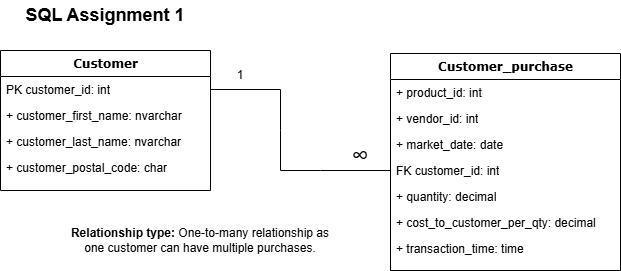 SQL Assignment 1
Customer
PK customer_id: int
+ customer_first_name: nvarchar
+ customer_last_name: nvarchar
+ customer_postal_code: char
1
∞
Customer_purchase
+ product_id: int
+ vendor_id: int
+ market_date: date
FK customer_id: int
+ quantity: decimal
+ cost_to_customer_per_qty: decimal
+ transaction_time: time
Relationship type: One-to-many relationship as
one customer can have multiple purchases.